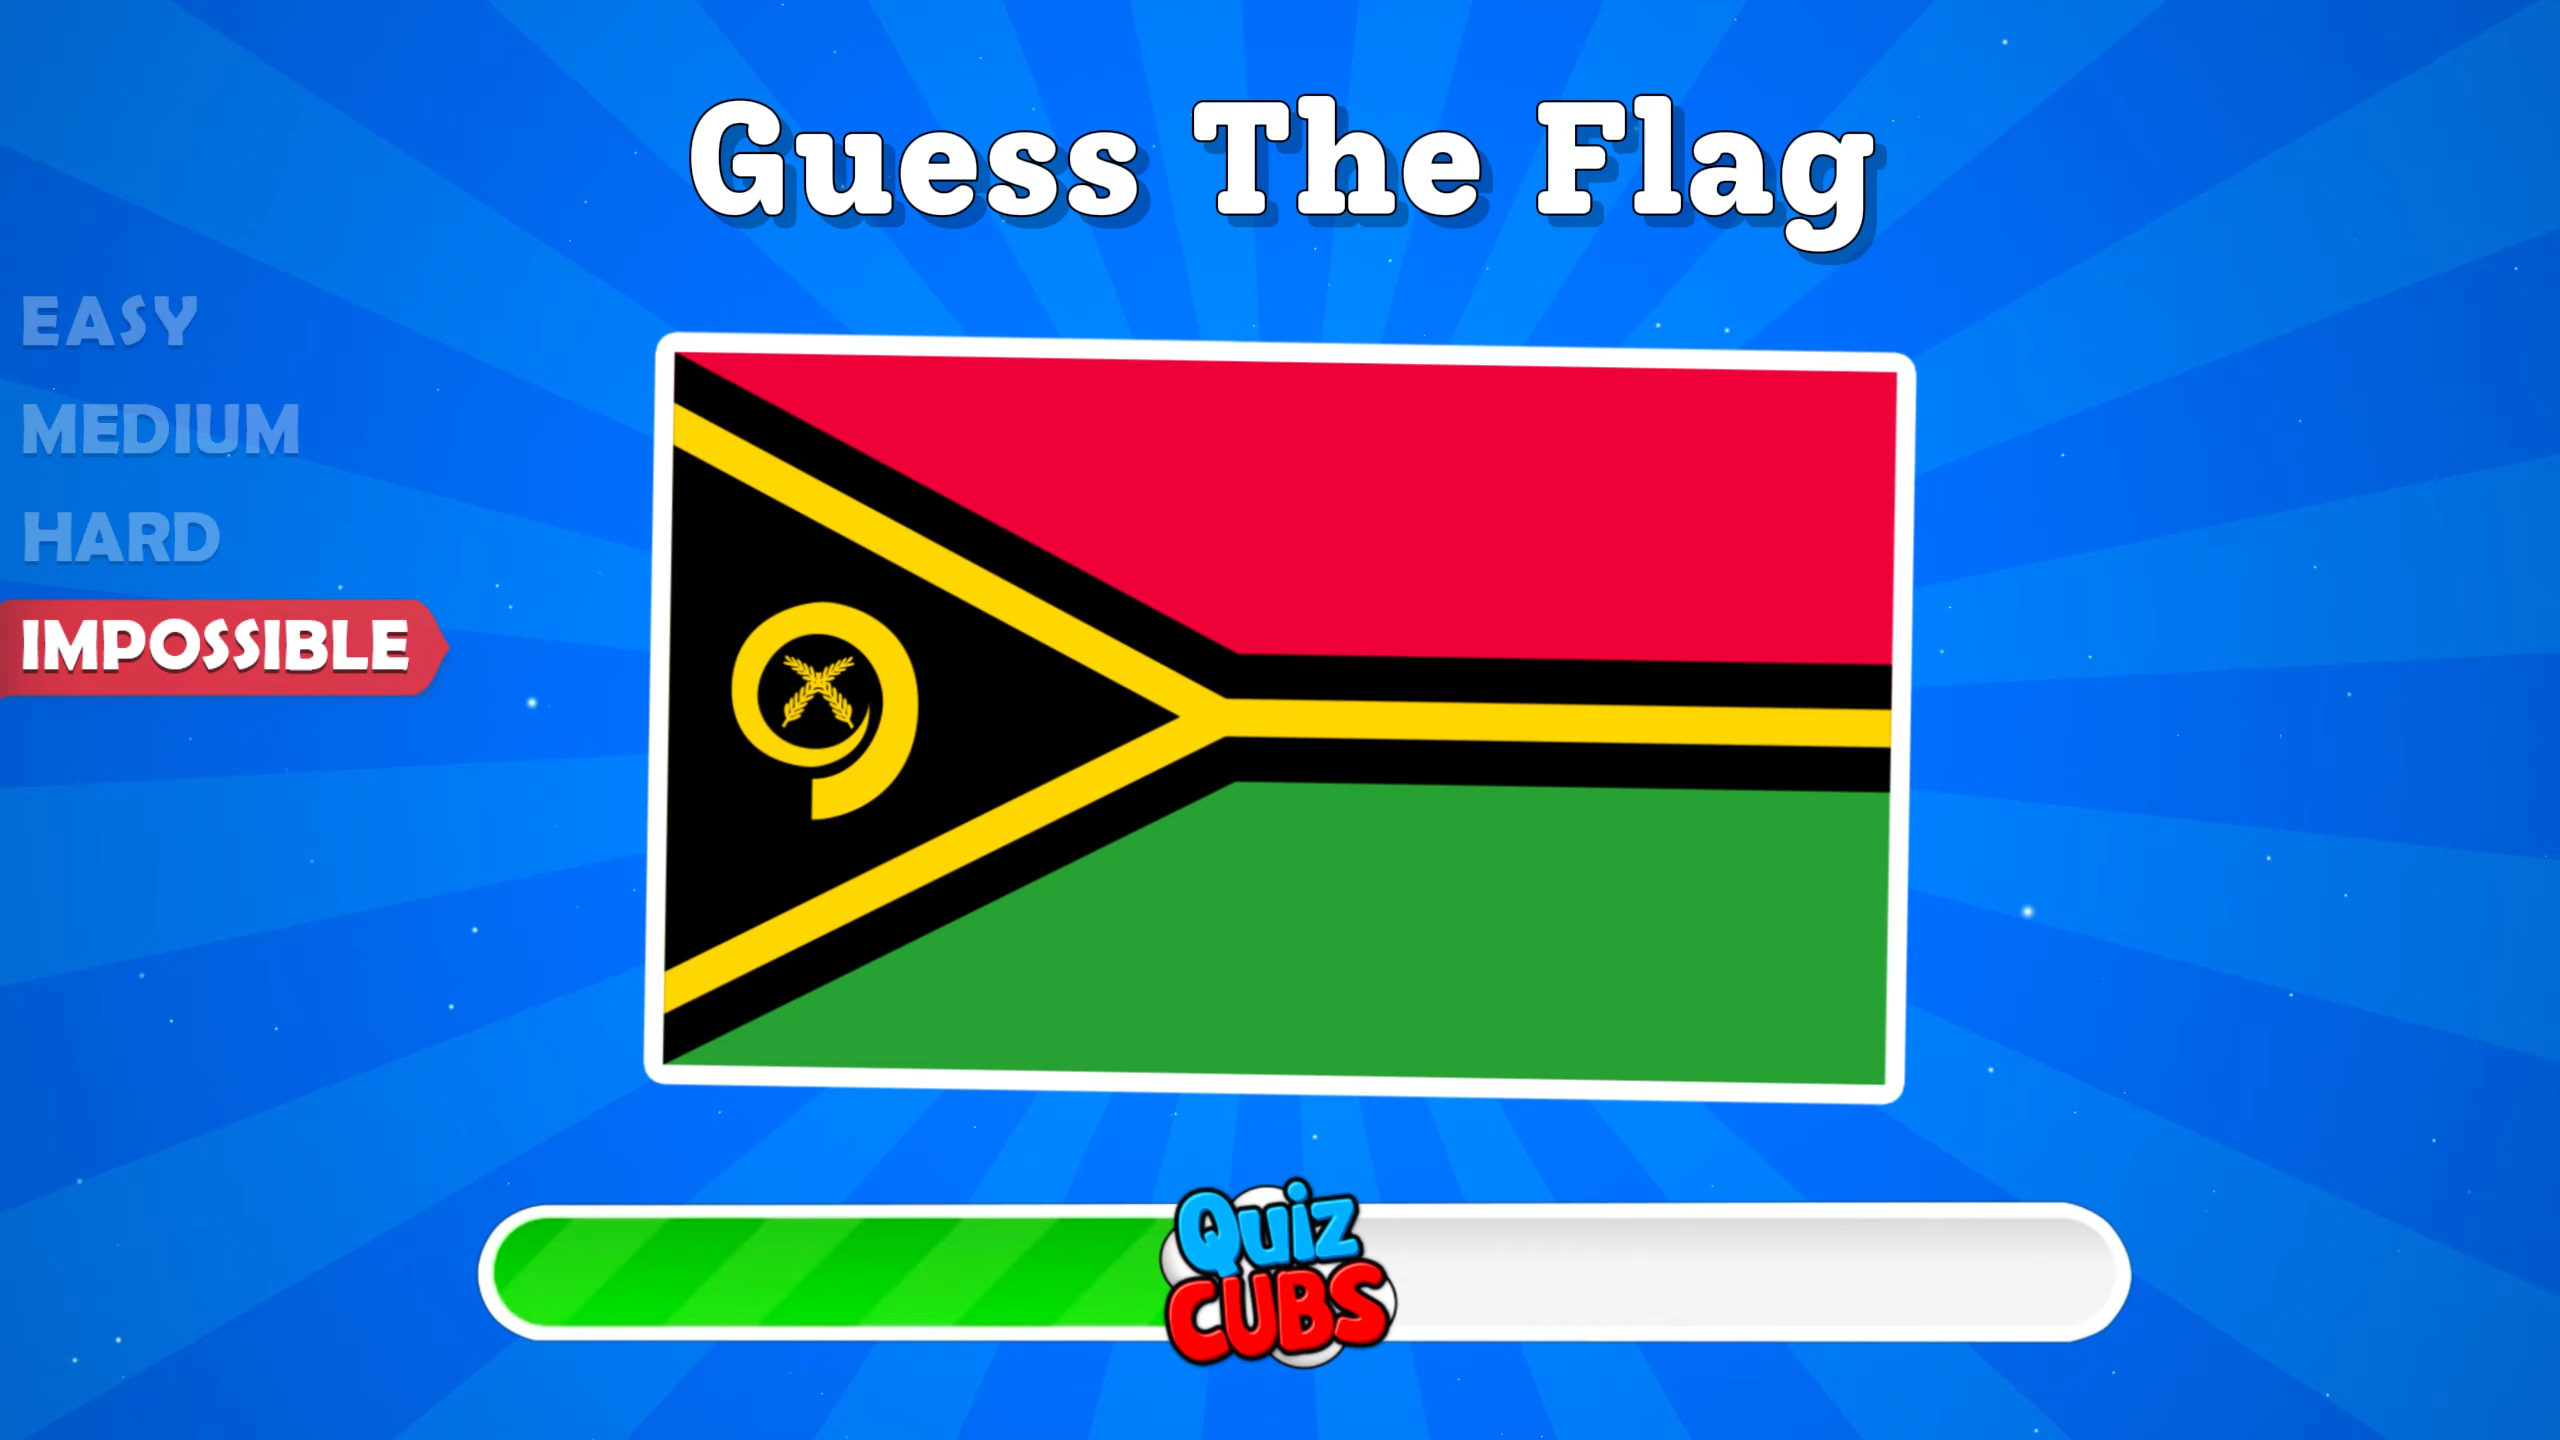 Guess The Flag
EASY
MEDIUM
HARD
IMPOSSIBLE
Quiz
CUBS